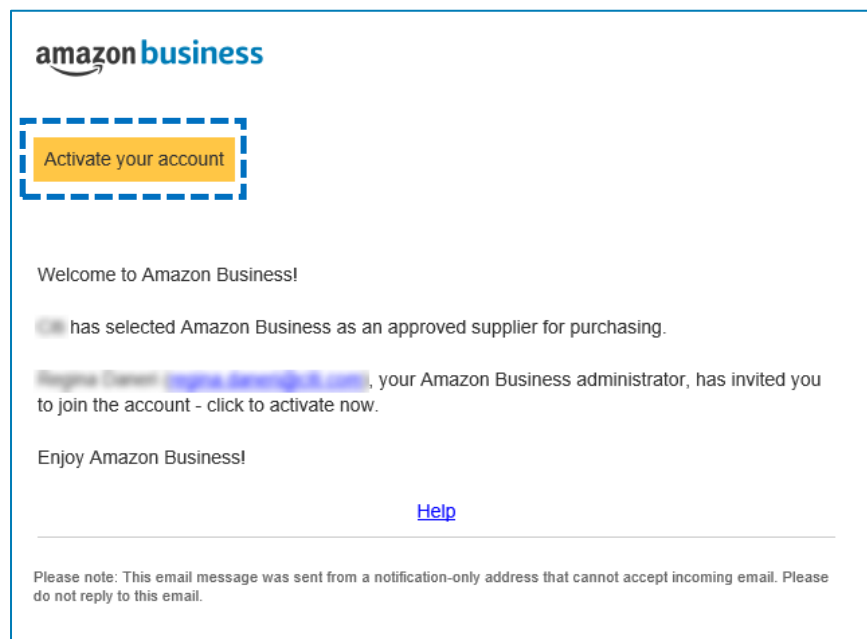 amazon business
Activate your account
Welcome to Amazon Business!
has selected Amazon Business as an approved supplier for purchasing.
, your Amazon Business administrator, has invited you
to join the account - click to activate now.
Enjoy Amazon Business!
Help
Please note: This email message was sent from a notification-only address that cannot accept incoming email. Please
do not reply to this email.